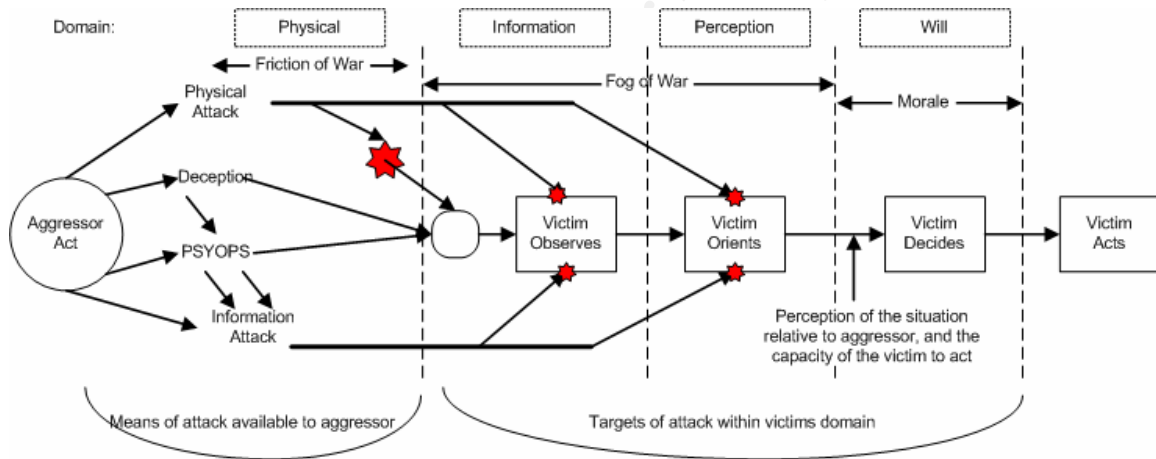 Domain:
Physical
Information
Perception
Will
Friction of War
Fog of War
Morale
Physical
Attack
Deception
PSYOPS
Information
Attack
Aggressor
Act
Victim
Observes
Victim
Orients
Victim
Decides
Victim
Acts
Perception of the situation
relative to aggressor, and the
capacity of the victim to act
Means of attack available to aggressor
Targets of attack within victims domain